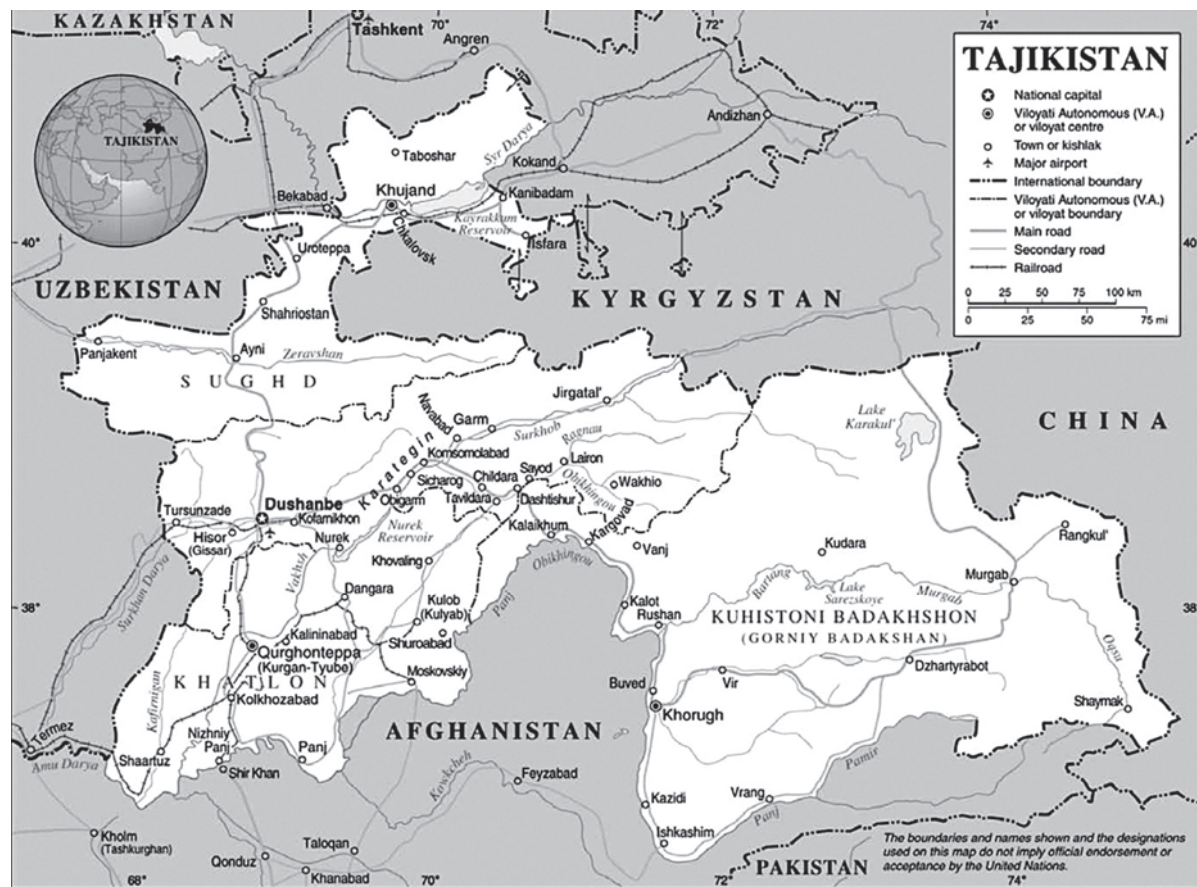 KAZAKHSTAN
70
72
74
Tashkent
Angren
TAJIKISTAN
National capital
Viloyati Autonomous (V.A.)
or viloyat centre
Town or kishlak
Major airport
International boundary
Viloyati Autonomous (V.A.)
or viloyat boundary
Main road
Secondary road
Railroad
0 25 50 75 100 km
0 25 50 75 mi
TAJIKISTAN
Andizhan
Taboshar
Syr Darya
Kokand
Bekabad
Khujand
Kanibadam
Chkalovsk
Kayrakkum
Reservoir
Isfara
40
40
Uroteppa
UZBEKISTAN
KYRGYZSTAN
Shahriostan
Panjakent
Ayni
Zeravshan
SUGHD
Jirgatal'
Navabad
Garm
Surkhob
Lake
Karakul'
CHINA
Karategin
Komsomolabad
Ragnau
Lairon
Sicharog
Childara
Sayod
Obikhingou
Wakhio
Obigarm
Tavildara
Dashtishur
Tursunzade
Dushanbe
Kofarnikhon
Hisor
(Gissar)
Nurek
Nurek
Reservoir
Kalaikhum
Kargovad
Rangkul'
Khovaling
Obikhingou
Vanj
Kudara
Surkhan Darya
Vakhsh
Dangara
Panj
Murgab
Bartang
Lake
Sarezskoye
Murgab
38
38
Kulob
(Kulyab)
Kalot
Rushan
KUHISTONI BADAKHSHON
(GORNIY BADAKSHAN)
Kalininabad
Shuroabad
Oqsu
Qurghonteppa
(Kurgan-Tyube)
Dzhartyrabot
KHATLON
Moskovskiy
Vir
Buved
Kolkhozabad
Kafirnigan
Khorugh
Shaymak
AFGHANISTAN
Termez
Nizhniy
Panj
Panj
Pamir
Amu Darya
Shaartuz
Shir Khan
Kowkcheh
Feyzabad
Vrang
Kazidi
Panj
Ishkashim
Kholm
(Tashkurghan)
Taloqan
Qonduz
Khanabad
PAKISTAN
68
70
72
74
The boundaries and names shown and the designations
used on this map do not imply official endorsement or
acceptance by the United Nations.